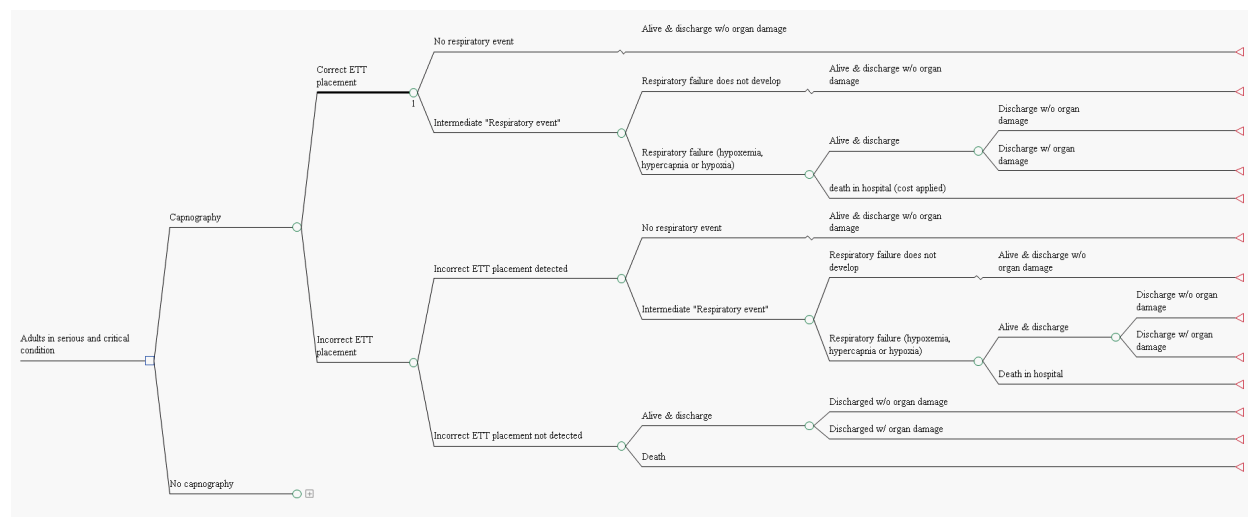 Alive & discharge w/o organ damage
No respiratory event
Correct ETT
placement
1
Respiratory failure does not develop
Alive & discharge w/o organ
damage
Intermediate "Respiratory event"
Discharge w/o organ
damage
Alive & discharge
Discharge w/ organ
damage
Respiratory failure (hypoxemia,
hypercapnia or hypoxia)
death in hospital (cost applied)
Capnography
Alive & discharge w/o organ
damage
No respiratory event
Respiratory failure does not
develop
Alive & discharge w/o
organ damage
Incorrect ETT placement detected
Intermediate "Respiratory event"
Discharge w/o organ
damage
Alive & discharge
Discharge w/ organ
damage
Respiratory failure (hypoxemia,
hypercapnia or hypoxia)
Death in hospital
Adults in serious and critical
condition
Incorrect ETT
placement
Discharged w/o organ damage
Alive & discharge
Discharged w/ organ damage
Incorrect ETT placement not detected
Death
No capnography